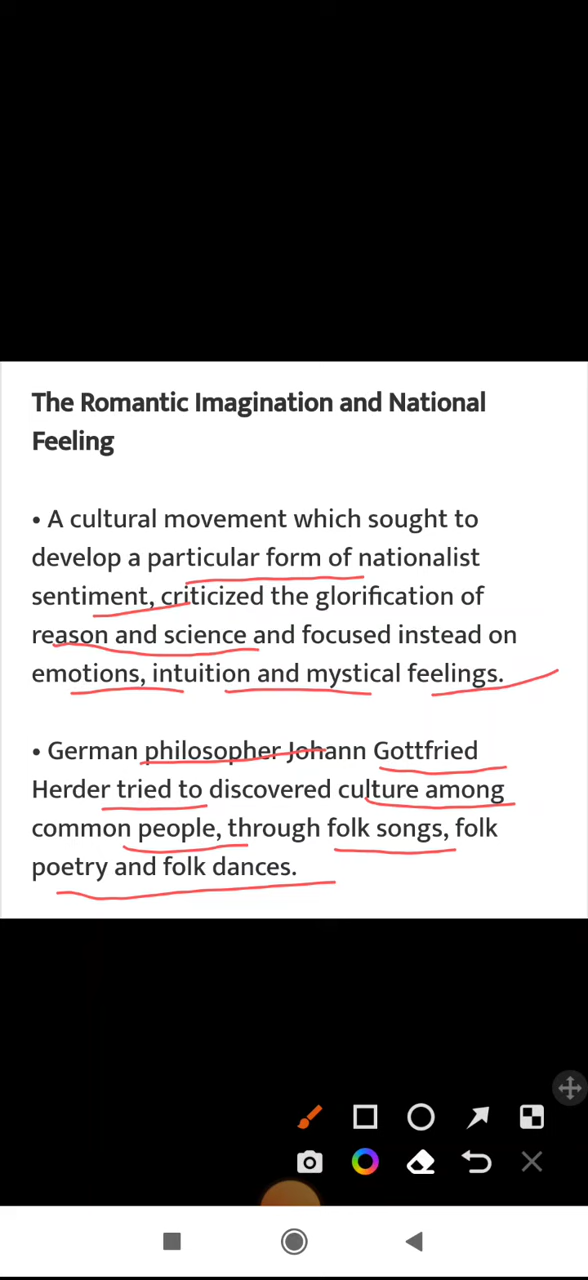 The Romantic Imagination and National
Feeling
• A cultural movement which sought to
develop a particular form of nationalist
sentiment, criticized the glorification of
reason and science and focused instead on
emotions, intuition and mystical feelings.
• German philosopher Johann Gottfried
Herder tried to discovered culture among
common people, through folk songs, folk
poetry and folk dances.